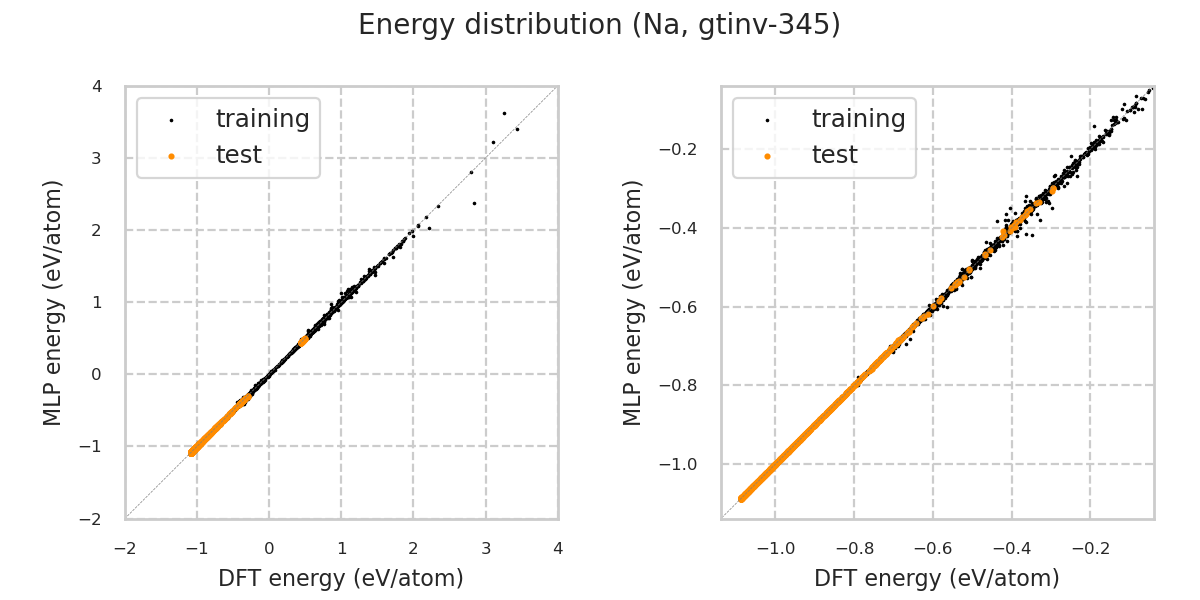 Energy distribution (Na, gtinv-345)
training
test
4
3
2
1
0
−1
−2
−2
−1
0
1
2
3
4
MLP energy (eV/atom)
DFT energy (eV/atom)
training
test
−0.2
−0.4
−0.6
−0.8
−1.0
−1.0
−0.8
−0.6
−0.4
−0.2
MLP energy (eV/atom)
DFT energy (eV/atom)